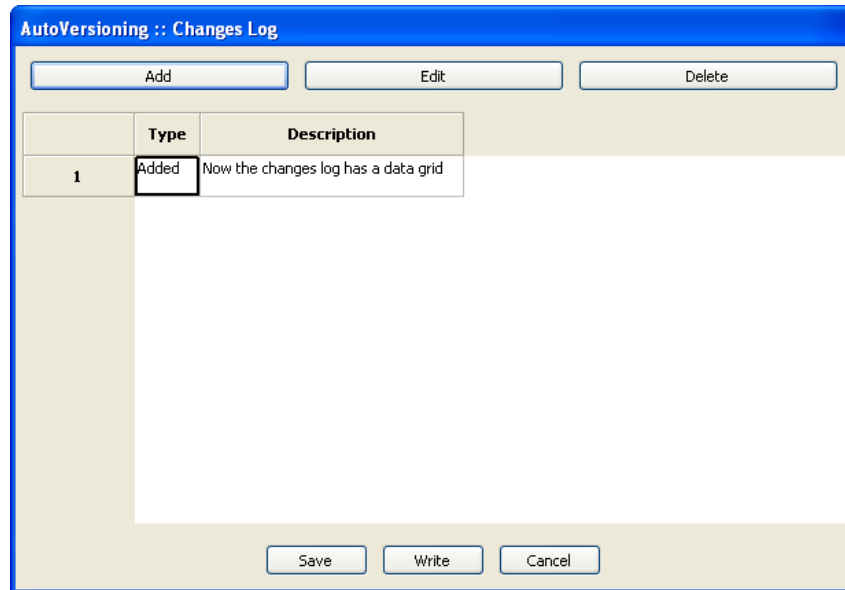 AutoVersioning :: Changes Log
Add Edit Delete
Type Description
1 Added Now the changes log has a data grid
Save Write Cancel